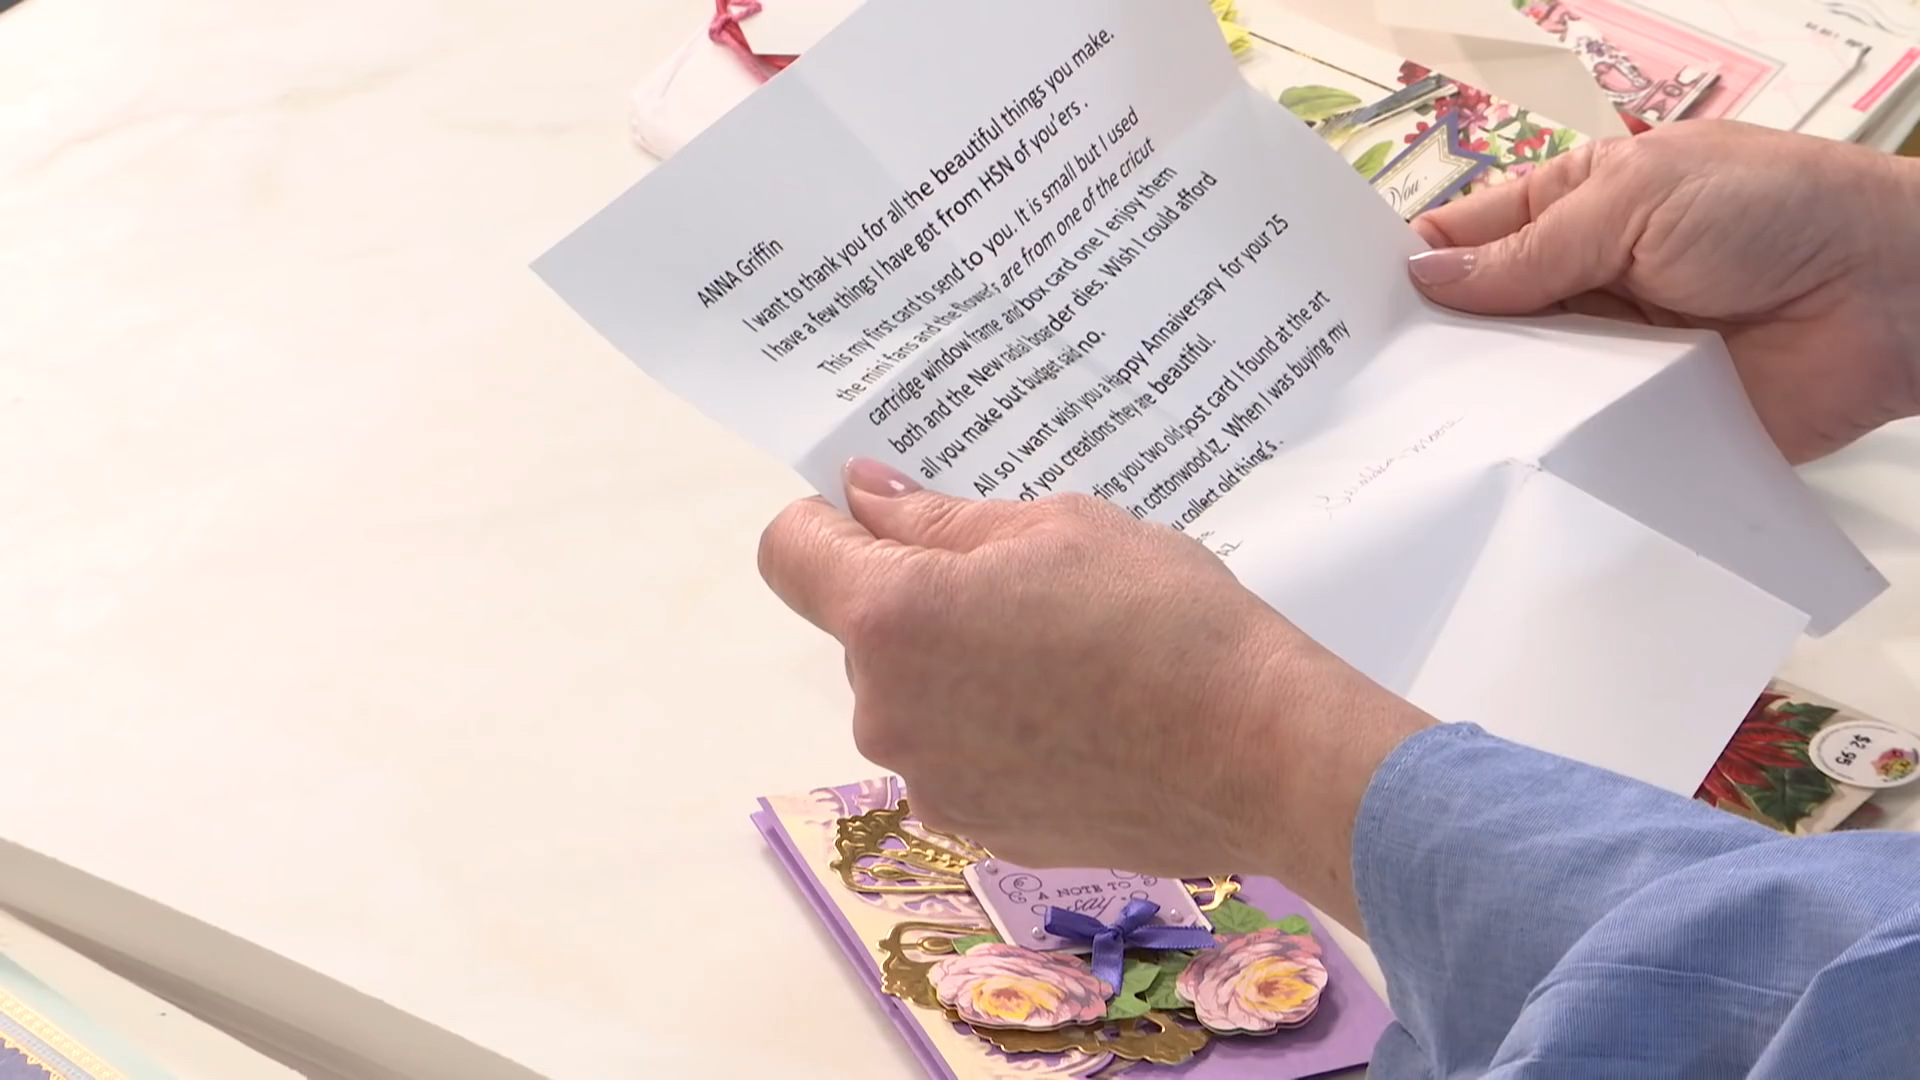 ANNA Griffin
I want to thank you for all the beautiful things you make.
I have a few things I have got from HSN of you'ers .
This my first card to send to you. It is small but I used
the mini fans and the flower's are from one of the cricut
cartridge window frame and box card one I enjoy them
both and the New radial boarder dies. Wish I could afford
all you make but budget said no.
All so I want wish you a Happy Annaiversary for your 25
of you creations they are beautiful.
ding you two old post card I found at the art
in cottonwood AZ. When I was buying my
u collect old thing's .
AZ
You
$2.95
A NOTE TO